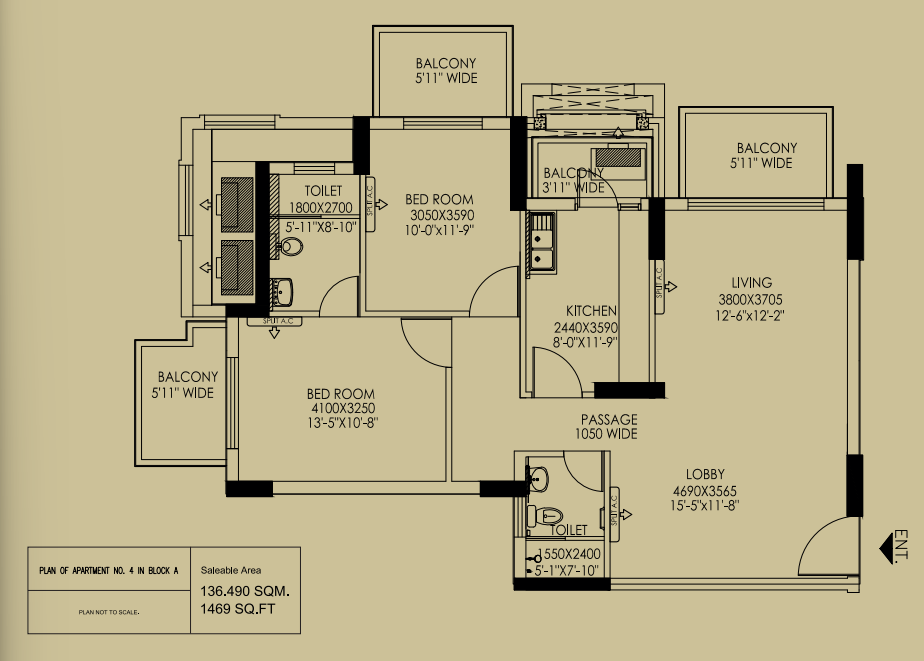 BALCONY
5'11" WIDE
BALCONY
5'11" WIDE
BALCONY
3'11" WIDE
TOILET
1800X2700
5'-11"X8'-10"
SPLIT A.C
BED ROOM
3050X3590
10'-0"x11'-9"
SPLIT A.C
LIVING
3800X3705
12'-6"x12'-2"
KITCHEN
2440X3590
8'-0"X11'-9"
SPLIT A.C
BALCONY
5'11" WIDE
BED ROOM
4100X3250
13'-5"X10'-8"
PASSAGE
1050 WIDE
LOBBY
4690X3565
15'-5"x11'-8"
SPLIT A.C
TOILET
1550X2400
5'-1"X7'-10"
ENT.
PLAN OF APARTMENT NO. 4 IN BLOCK A
PLAN NOT TO SCALE.
Saleable Area
136.490 SQM.
1469 SQ.FT